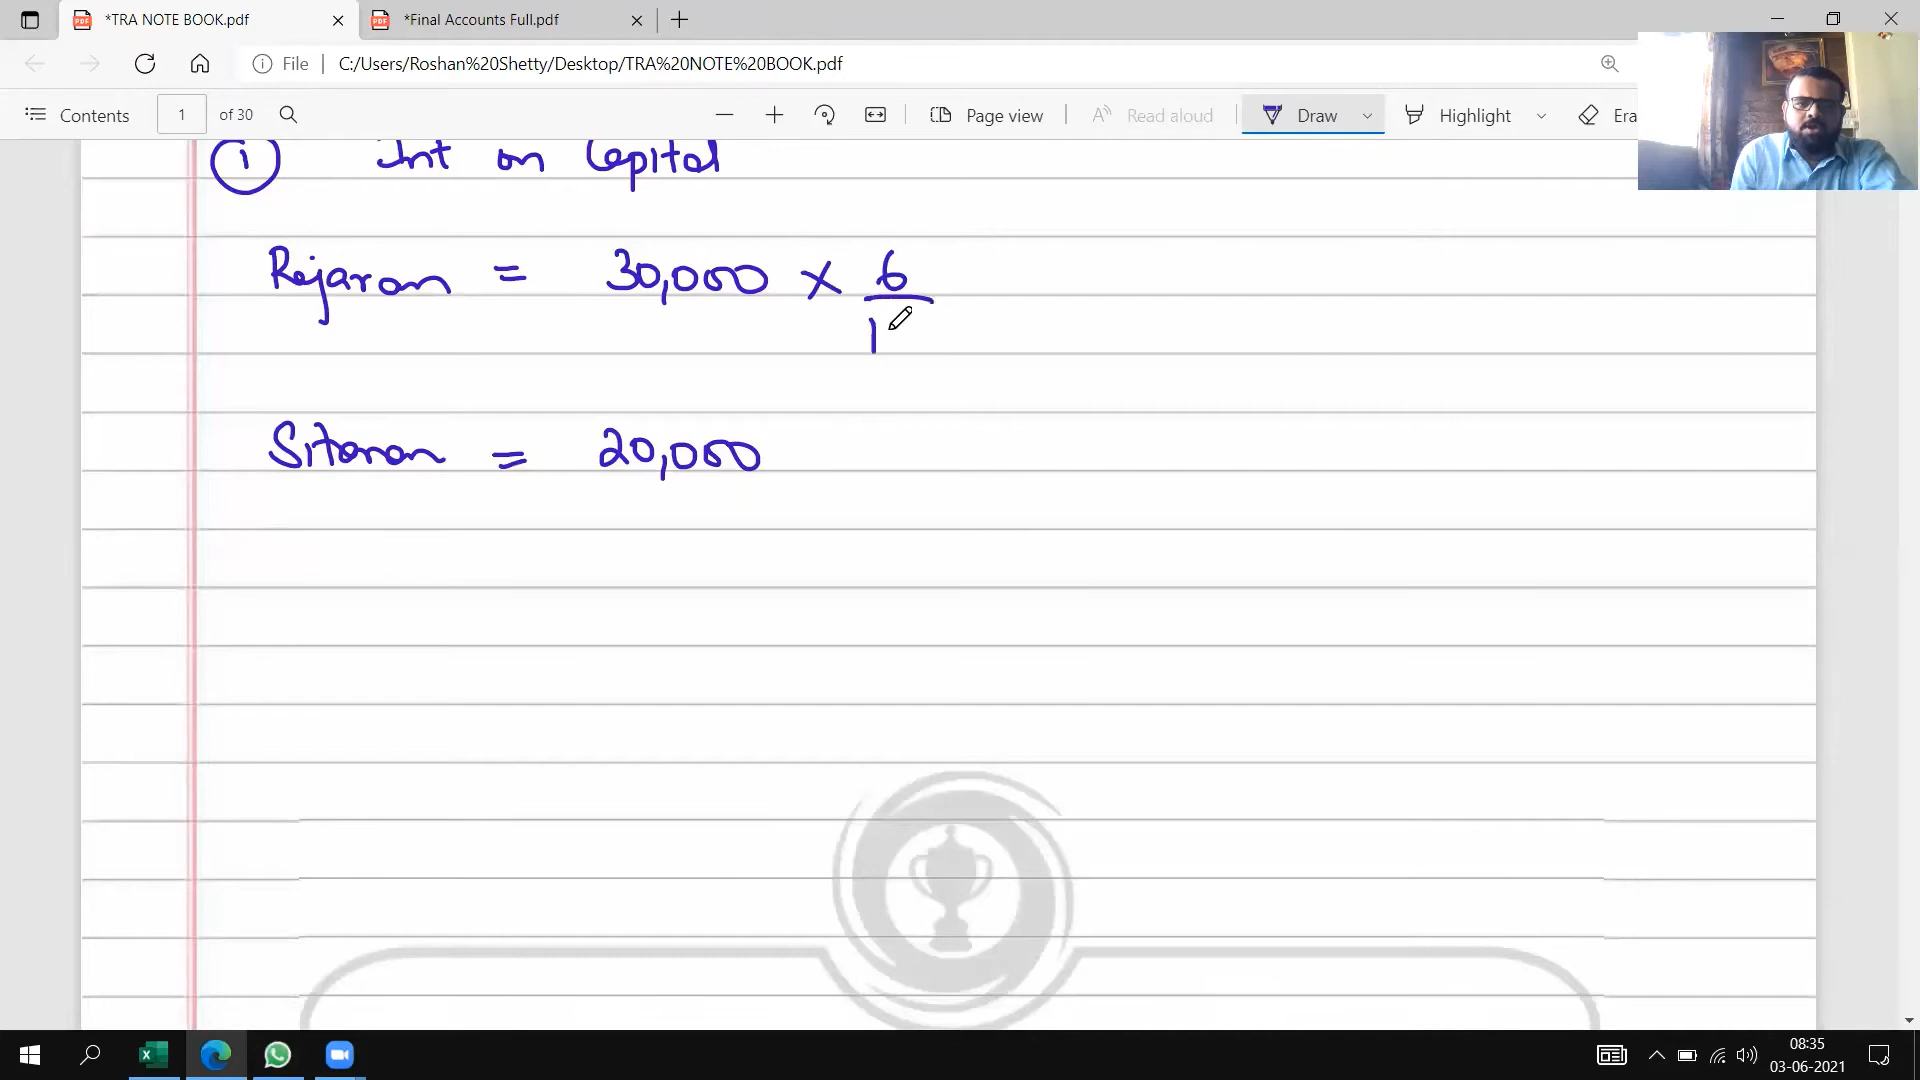 *TRA NOTE BOOK.pdf
*Final Accounts Full.pdf
File
C:/Users/Roshan%20Shetty/Desktop/TRA%20NOTE%20BOOK.pdf
Contents 1 of 30 Page view Read aloud Draw Highlight Era
1 Int on Capital
Rajaram = 30,000 × 6
1
Sitaram = 20,000
08:35
03-06-2021